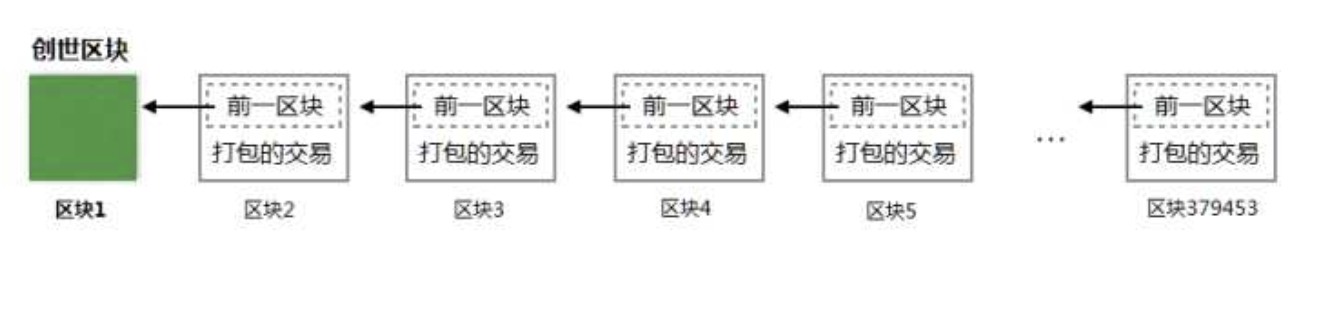 创世区块
前一区块 前一区块 前一区块 前一区块 前一区块
打包的交易 打包的交易 打包的交易 打包的交易 … 打包的交易
区块1 区块2 区块3 区块4 区块5 区块379453